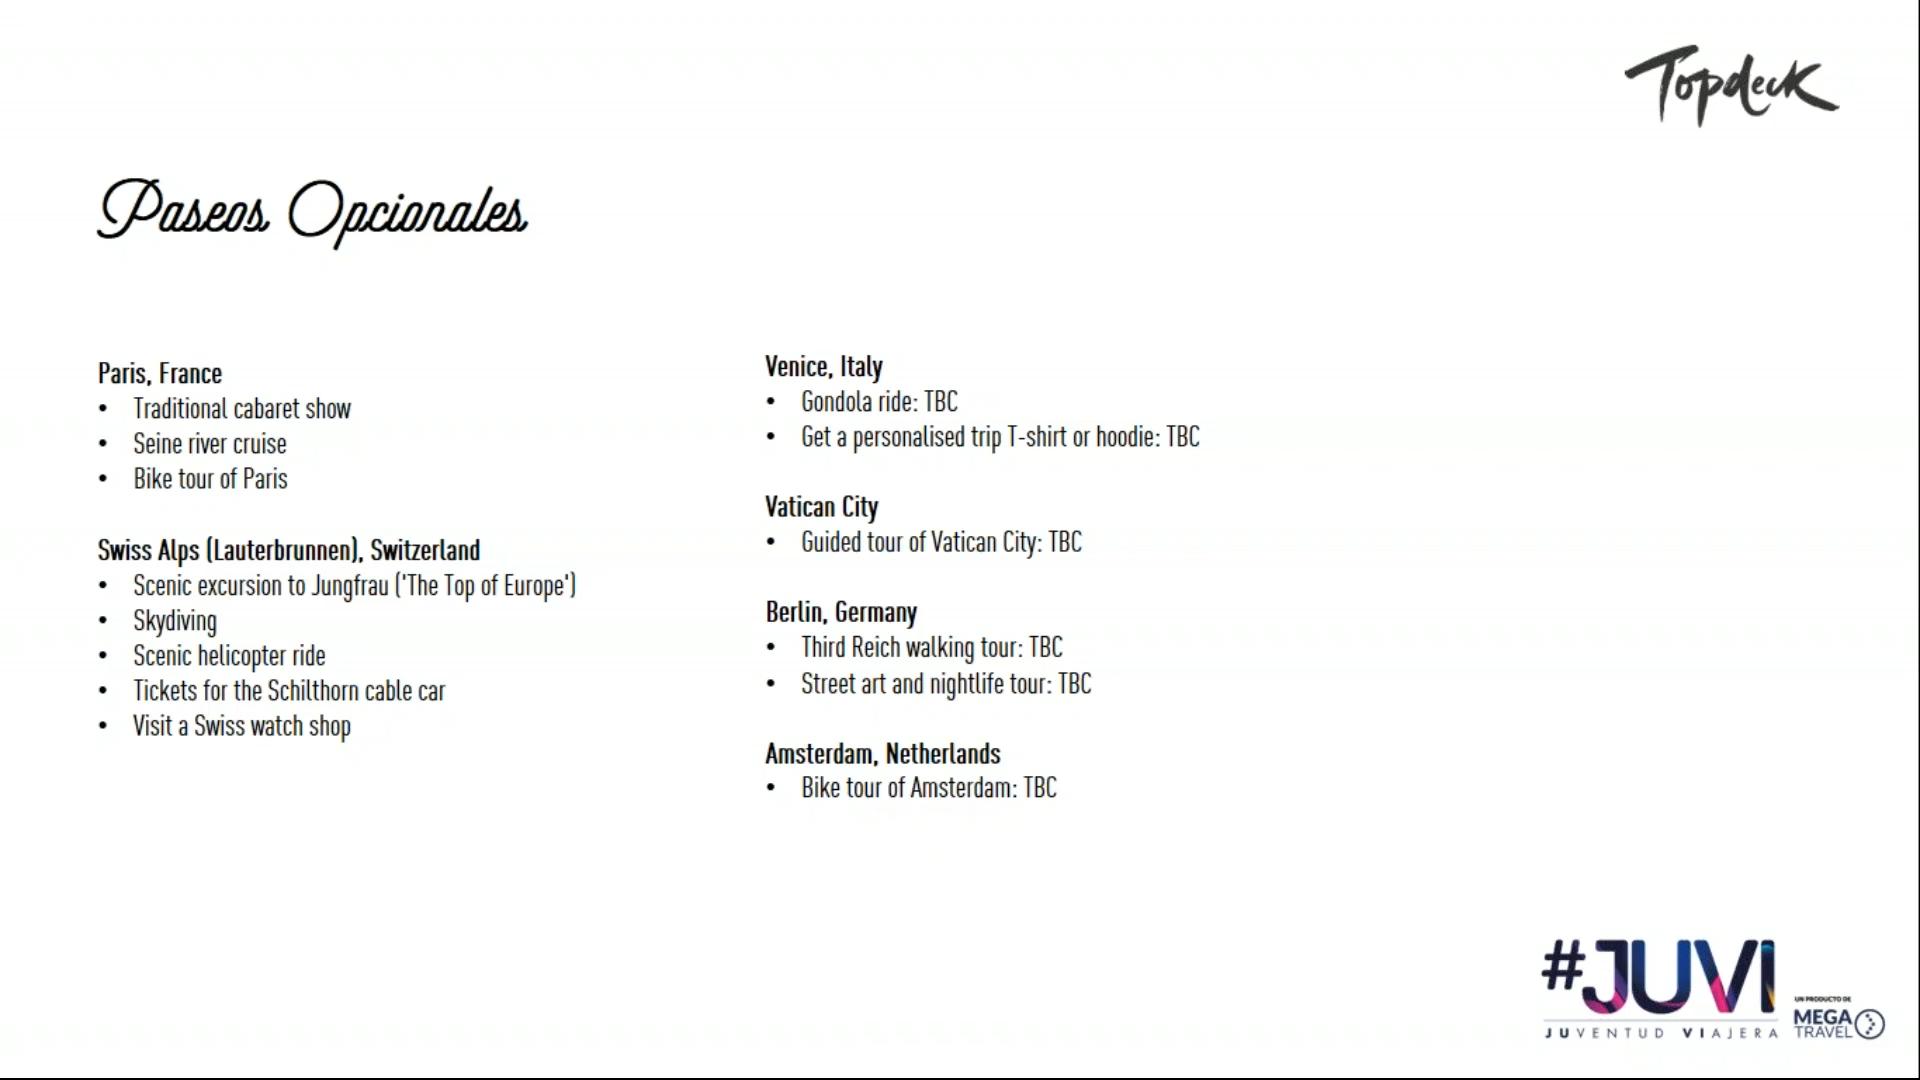 Topdeck
Paseos Opcionales
Paris, France
• Traditional cabaret show
• Seine river cruise
• Bike tour of Paris
Swiss Alps (Lauterbrunnen), Switzerland
• Scenic excursion to Jungfrau ('The Top of Europe')
• Skydiving
• Scenic helicopter ride
• Tickets for the Schilthorn cable car
• Visit a Swiss watch shop
Venice, Italy
• Gondola ride: TBC
• Get a personalised trip T-shirt or hoodie: TBC
Vatican City
• Guided tour of Vatican City: TBC
Berlin, Germany
• Third Reich walking tour: TBC
• Street art and nightlife tour: TBC
Amsterdam, Netherlands
• Bike tour of Amsterdam: TBC
#JUVI
JUVENTUD VIAJERA
UN PRODUCTO DE
MEGA
TRAVEL